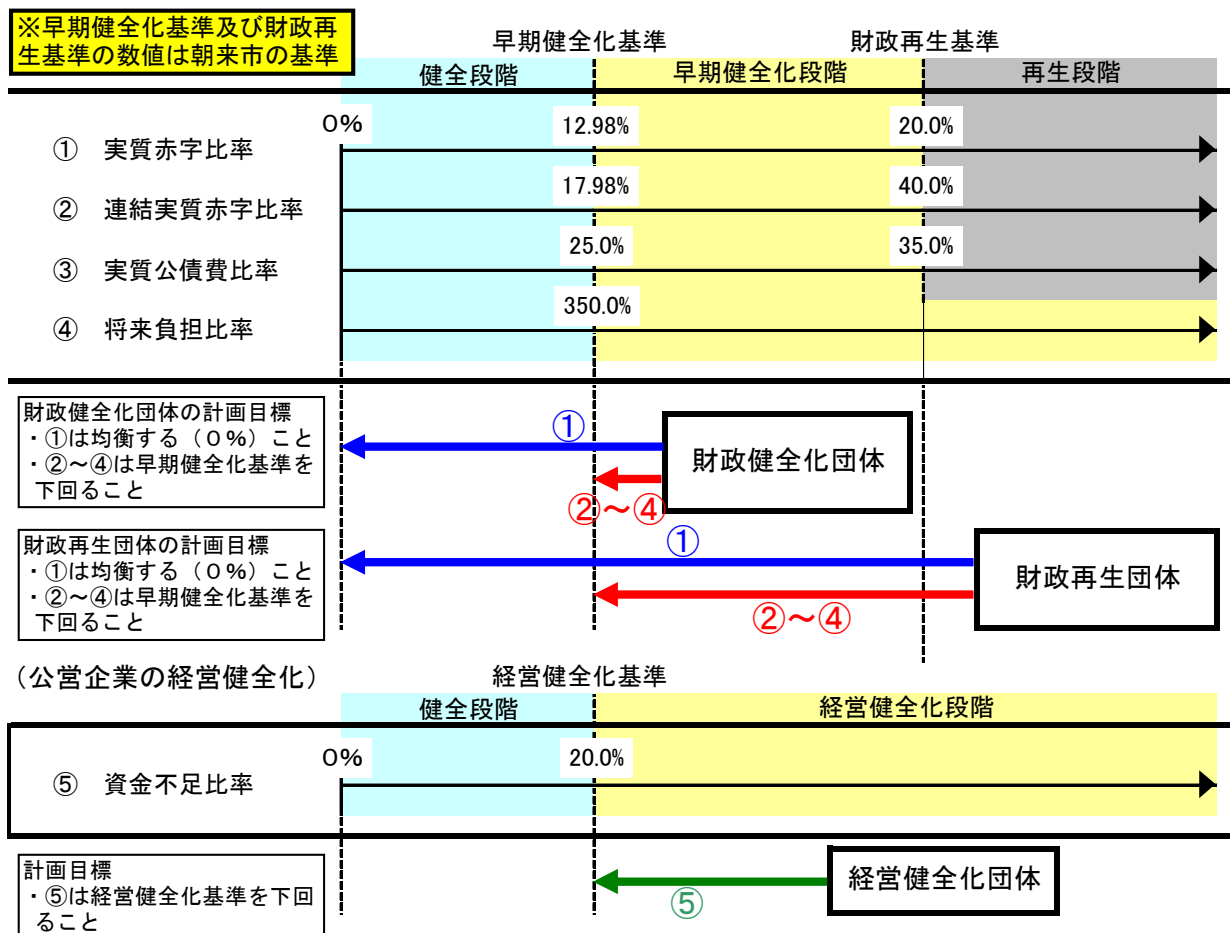 ※早期健全化基準及び財政再
生基準の数値は朝来市の基準
早期健全化基準
財政再生基準
健全段階
早期健全化段階
再生段階
0%
12.98%
20.0%
① 実質赤字比率
17.98%
40.0%
② 連結実質赤字比率
25.0%
35.0%
③ 実質公債費比率
350.0%
④ 将来負担比率
財政健全化団体の計画目標
・①は均衡する（０％）こと
・②～④は早期健全化基準を
下回ること
①
財政健全化団体
②～④
財政再生団体の計画目標
・①は均衡する（０％）こと
・②～④は早期健全化基準を
下回ること
①
財政再生団体
②～④
（公営企業の経営健全化）
経営健全化基準
健全段階
経営健全化段階
0%
20.0%
⑤ 資金不足比率
計画目標
・⑤は経営健全化基準を下回
ること
経営健全化団体
⑤